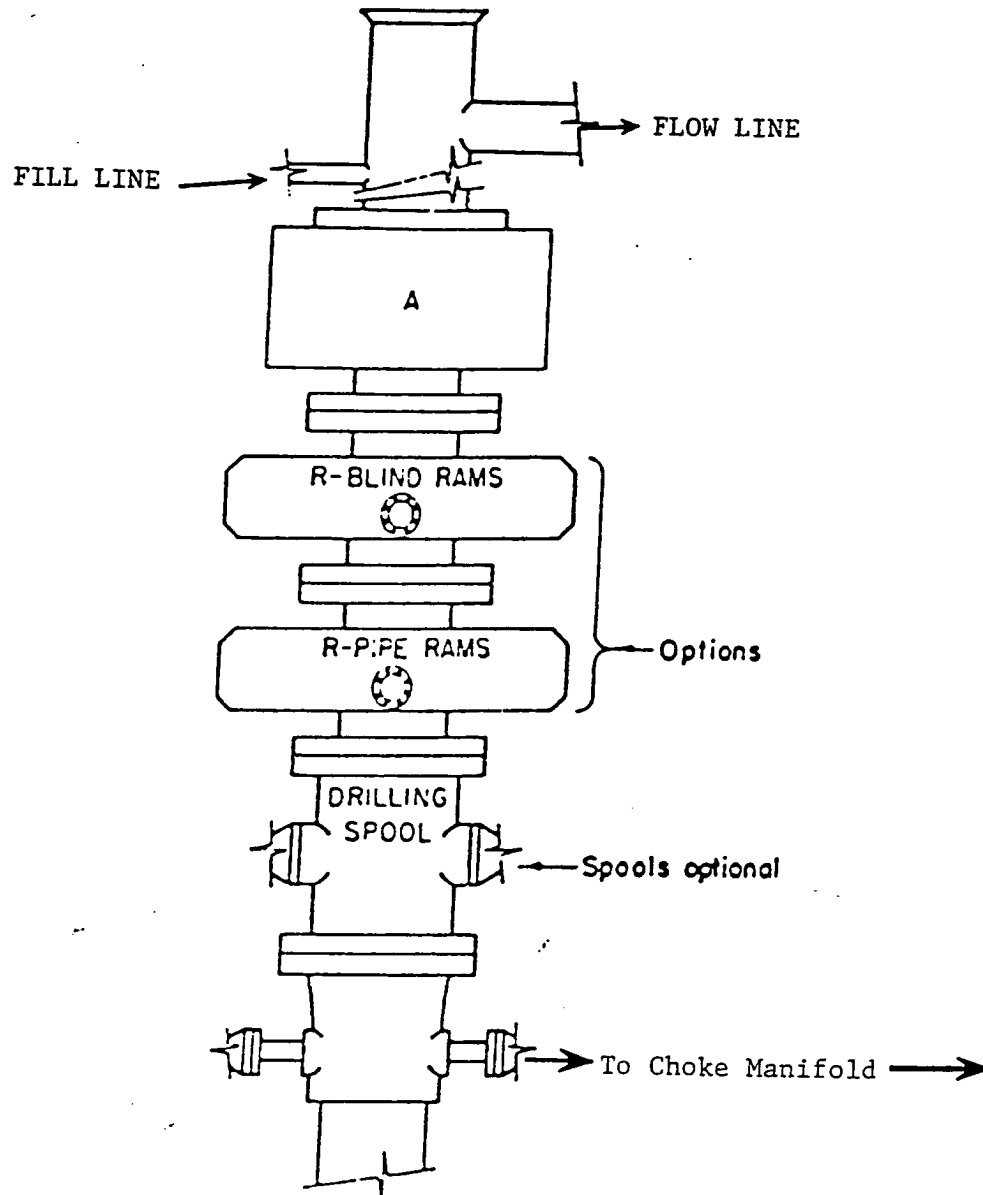 FLOW LINE
FILL LINE
A
R-BLIND RAMS
R-PIPE RAMS
Options
DRILLING
SPOOL
Spools optional
To Choke Manifold